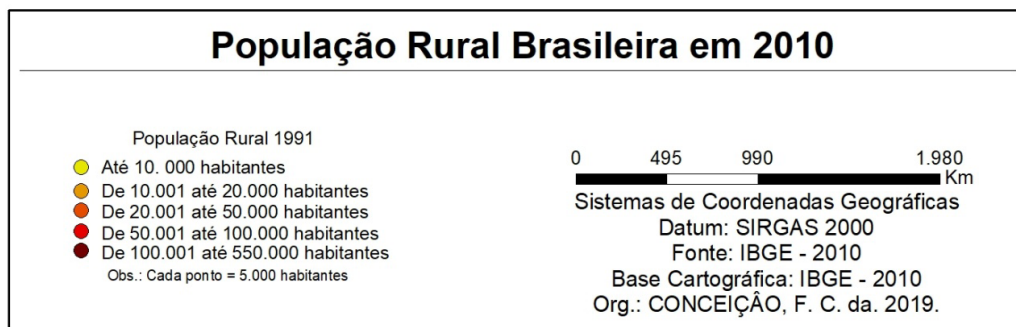 População Rural Brasileira em 2010
População Rural 1991
Até 10. 000 habitantes
De 10.001 até 20.000 habitantes
De 20.001 até 50.000 habitantes
De 50.001 até 100.000 habitantes
De 100.001 até 550.000 habitantes
Obs.: Cada ponto = 5.000 habitantes
0 495 990 1.980
Km
Sistemas de Coordenadas Geográficas
Datum: SIRGAS 2000
Fonte: IBGE - 2010
Base Cartográfica: IBGE - 2010
Org.: CONCEIÇÂO, F. C. da. 2019.